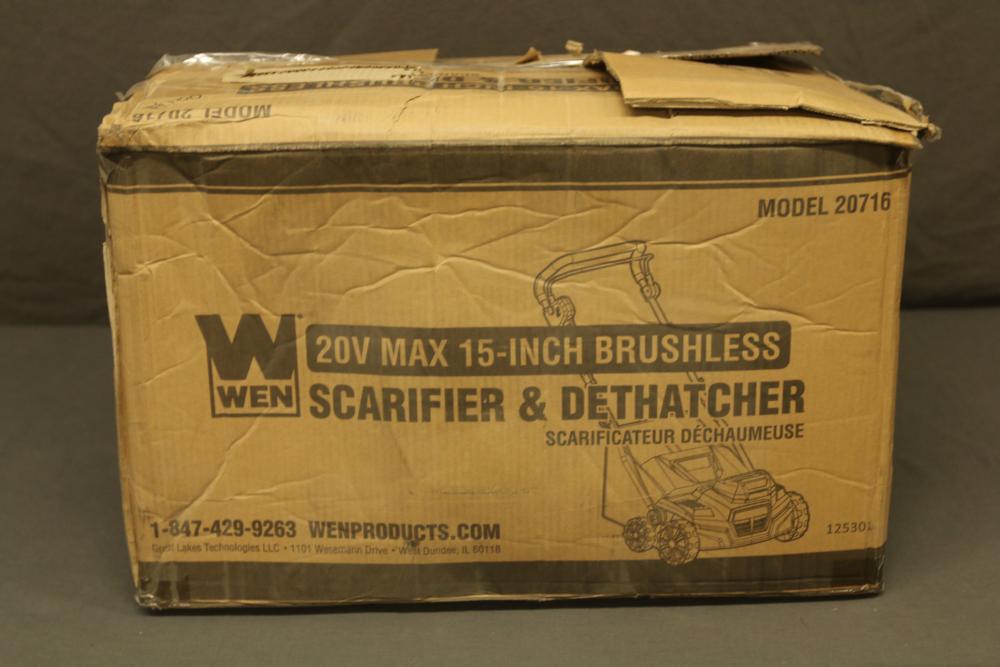 MODEL 20716
MODEL 20716
W
WEN
20V MAX 15-INCH BRUSHLESS
SCARIFIER & DETHATCHER
SCARIFICATEUR DÉCHAUMEUSE
1-847-429-9263 WENPRODUCTS.COM
Great Lakes Technologies LLC • 1101 Wesemann Drive • West Dundee, IL 60118
125301